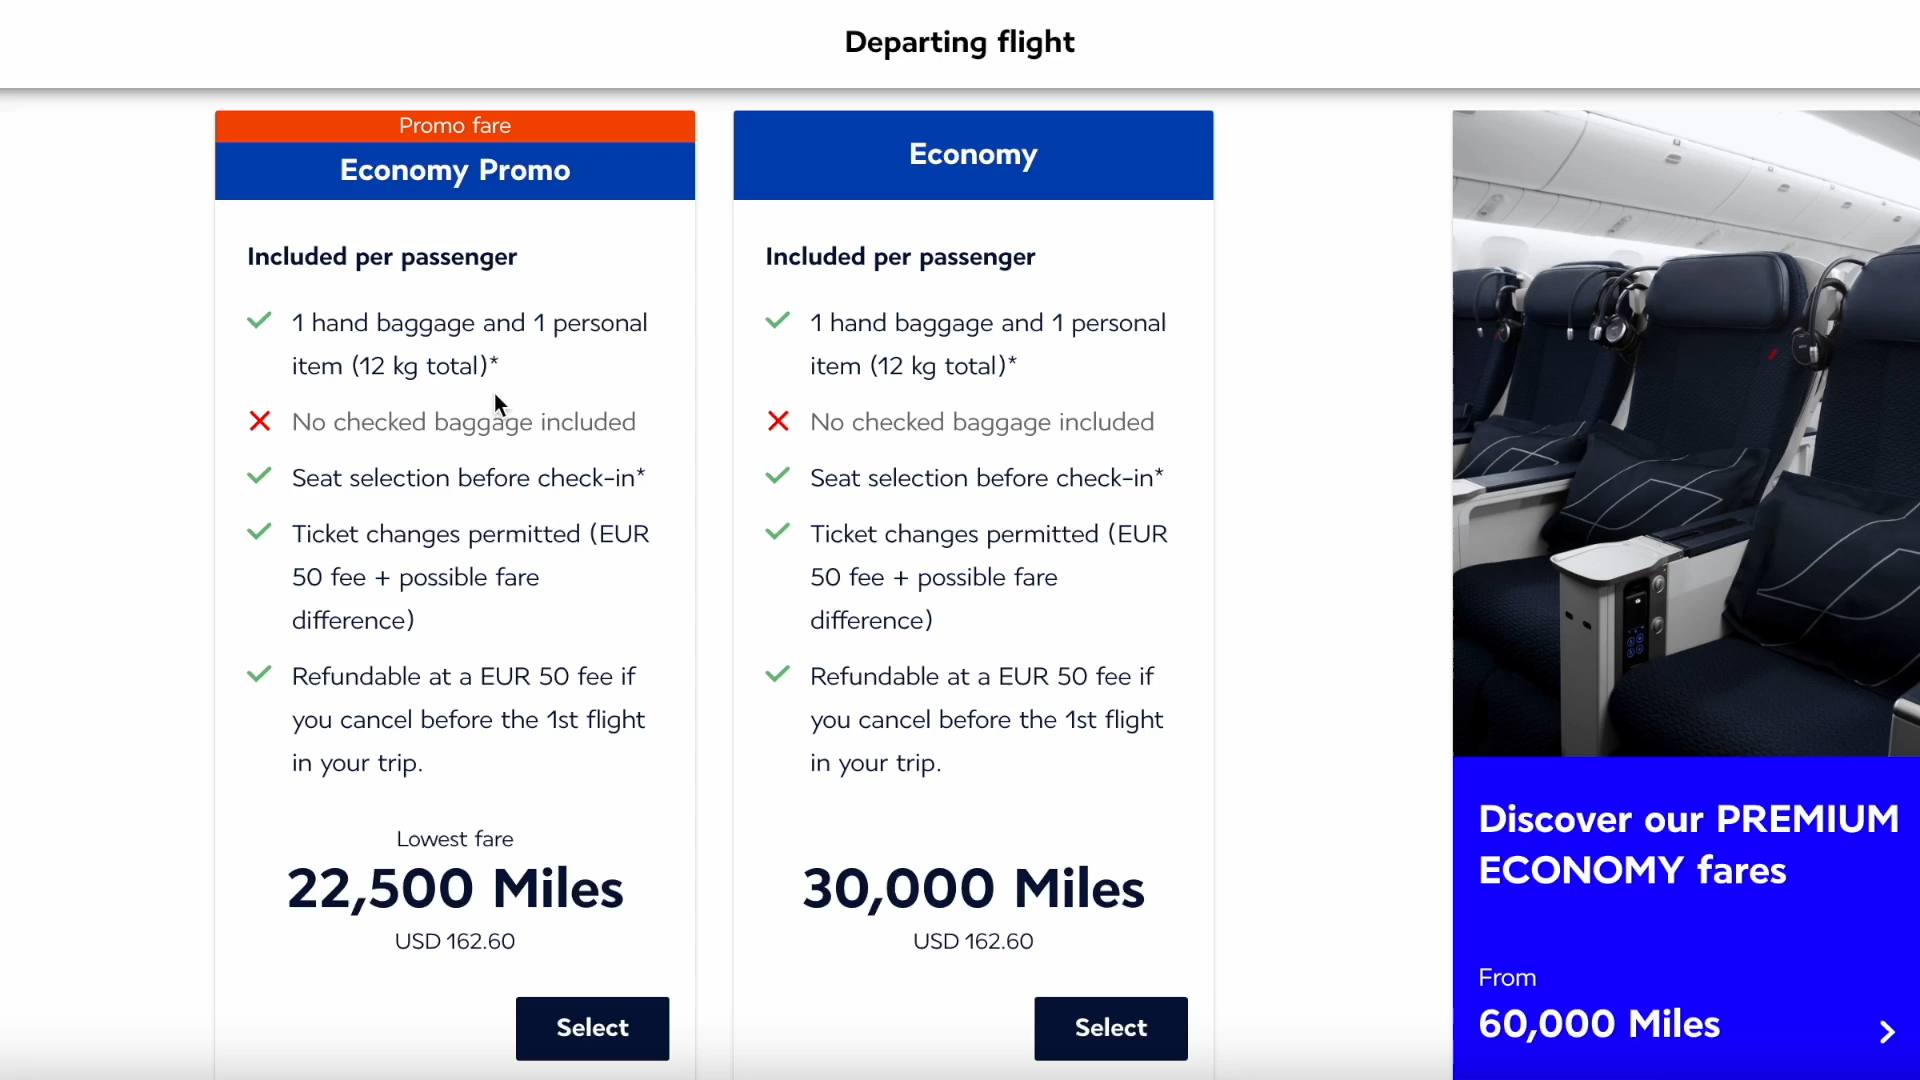 Departing flight
Promo fare
Economy Promo
Included per passenger
1 hand baggage and 1 personal
item (12 kg total)*
No checked baggage included
Seat selection before check-in*
Ticket changes permitted (EUR
50 fee + possible fare
difference)
Refundable at a EUR 50 fee if
you cancel before the 1st flight
in your trip.
Lowest fare
22,500 Miles
USD 162.60
Select
Economy
Included per passenger
1 hand baggage and 1 personal
item (12 kg total)*
No checked baggage included
Seat selection before check-in*
Ticket changes permitted (EUR
50 fee + possible fare
difference)
Refundable at a EUR 50 fee if
you cancel before the 1st flight
in your trip.
30,000 Miles
USD 162.60
Select
Discover our PREMIUM
ECONOMY fares
From
60,000 Miles